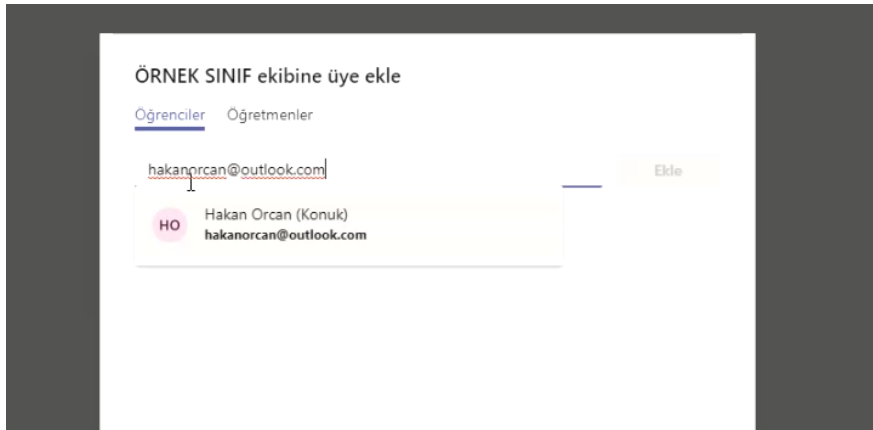 ÖRNEK SINIF ekibine üye ekle
Öğrenciler Öğretmenler
hakanorcan@outlook.com
Ekle
HO
Hakan Orcan (Konuk)
hakanorcan@outlook.com